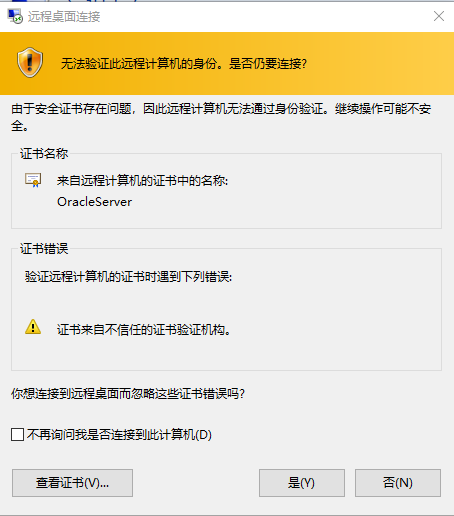 远程桌面连接
无法验证此远程计算机的身份。是否仍要连接?
由于安全证书存在问题，因此远程计算机无法通过身份验证。继续操作可能不安
全。
证书名称
来自远程计算机的证书中的名称:
OracleServer
证书错误
验证远程计算机的证书时遇到下列错误:
证书来自不信任的证书验证机构。
你想连接到远程桌面而忽略这些证书错误吗?
不再询问我是否连接到此计算机(D)
查看证书(V)...
是(Y)
否(N)